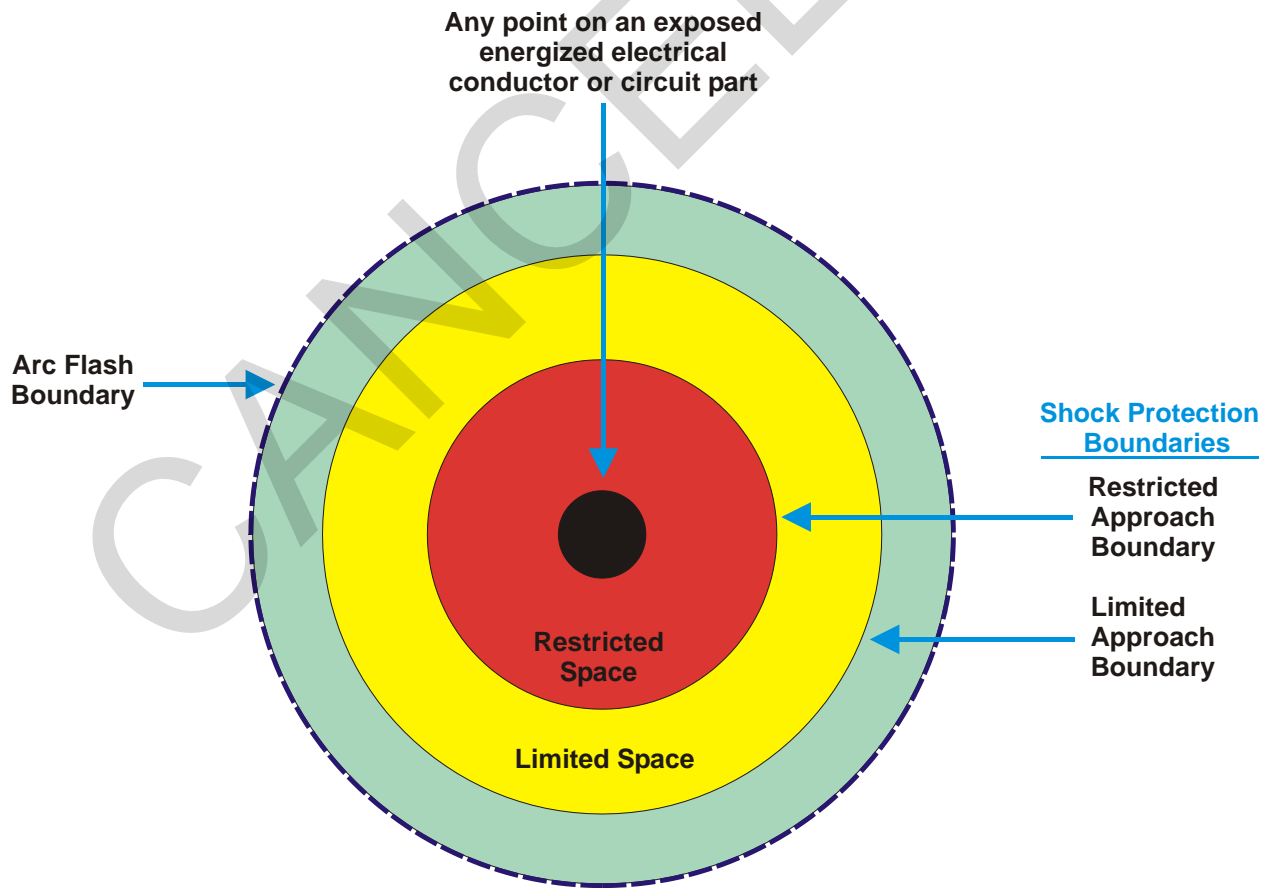 Any point on an exposed
energized electrical
conductor or circuit part
Arc Flash
Boundary
Shock Protection
Boundaries
Restricted
Approach
Boundary
Limited
Approach
Boundary
Restricted
Space
Limited Space